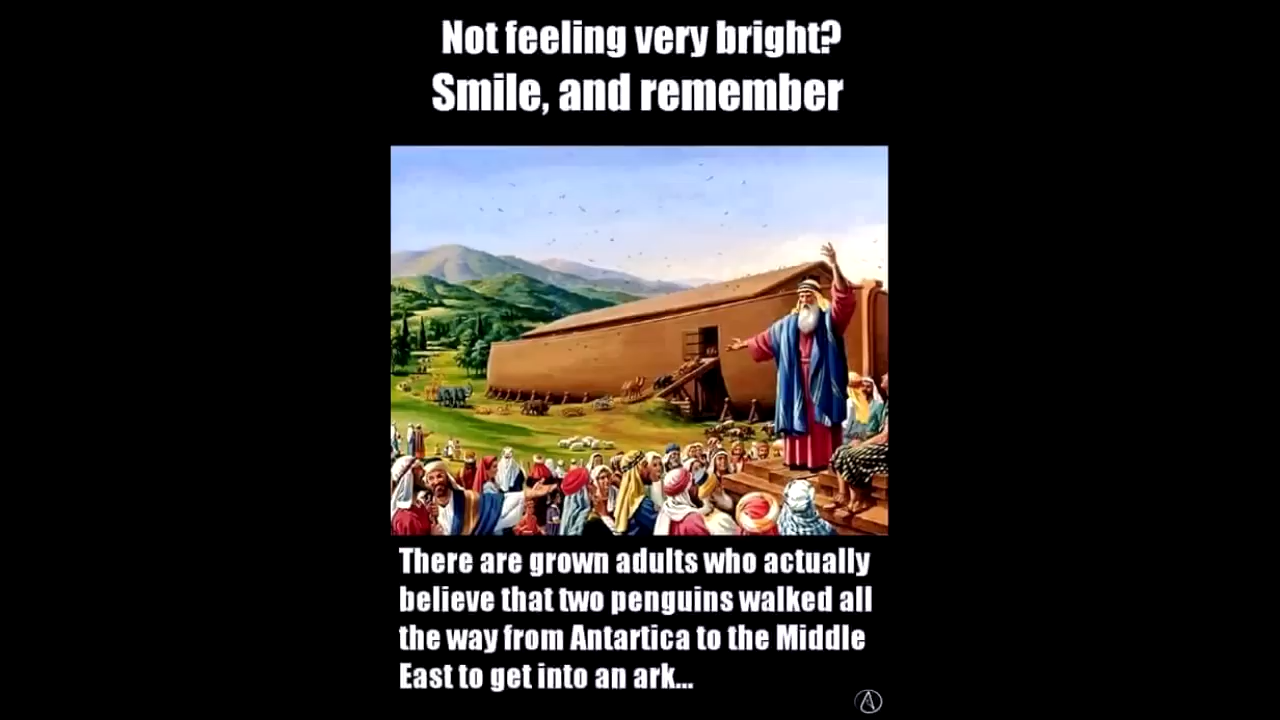 Not feeling very bright?
Smile, and remember
There are grown adults who actually
believe that two penguins walked all
the way from Antartica to the Middle
East to get into an ark...